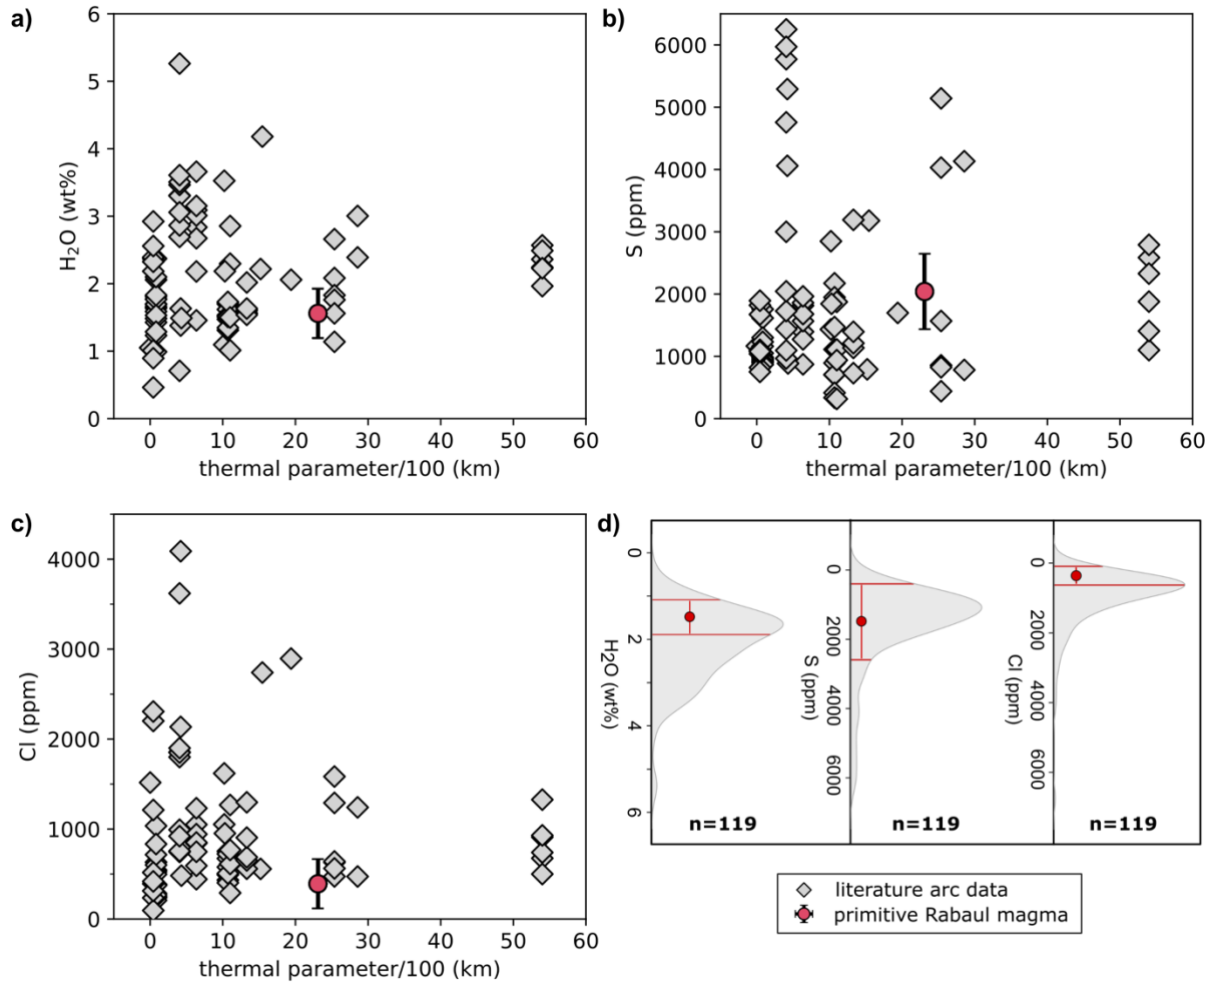 a)
6
5
4
3
2
1
0
H₂O (wt%)
0 10 20 30 40 50 60
thermal parameter/100 (km)
b)
6000
5000
4000
3000
2000
1000
0
S (ppm)
0 10 20 30 40 50 60
thermal parameter/100 (km)
c)
4000
3000
2000
1000
0
Cl (ppm)
0 10 20 30 40 50 60
thermal parameter/100 (km)
d)
0
2
4
6
H₂O (wt%)
n=119
0
2000
4000
6000
S (ppm)
n=119
0
2000
4000
6000
Cl (ppm)
n=119
literature arc data
primitive Rabaul magma